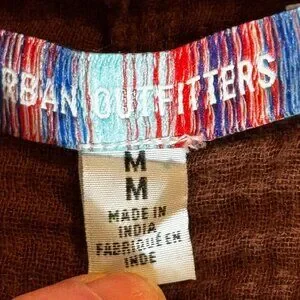 RBAN OUTFITTERS
M
M
MADE IN
INDIA
FABRIQUÉ EN
INDE